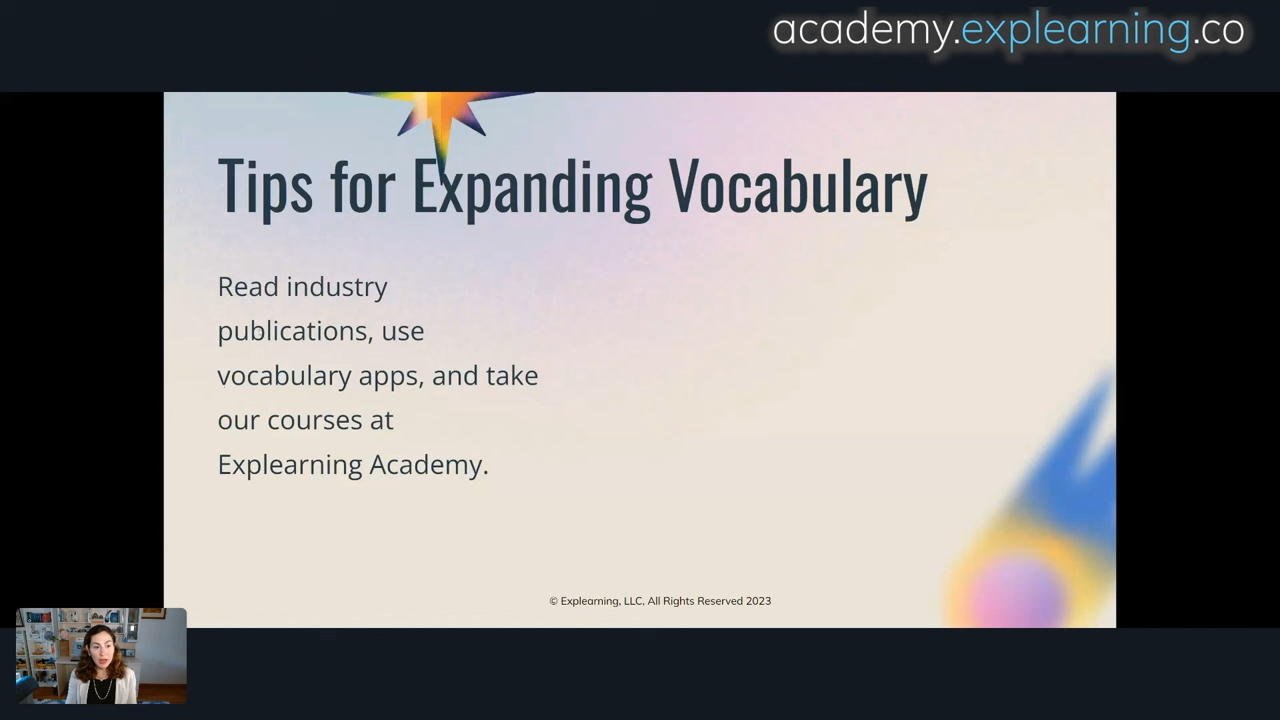 academy.explearning.co
Tips for Expanding Vocabulary
Read industry
publications, use
vocabulary apps, and take
our courses at
Explearning Academy.
© Explearning, LLC, All Rights Reserved 2023